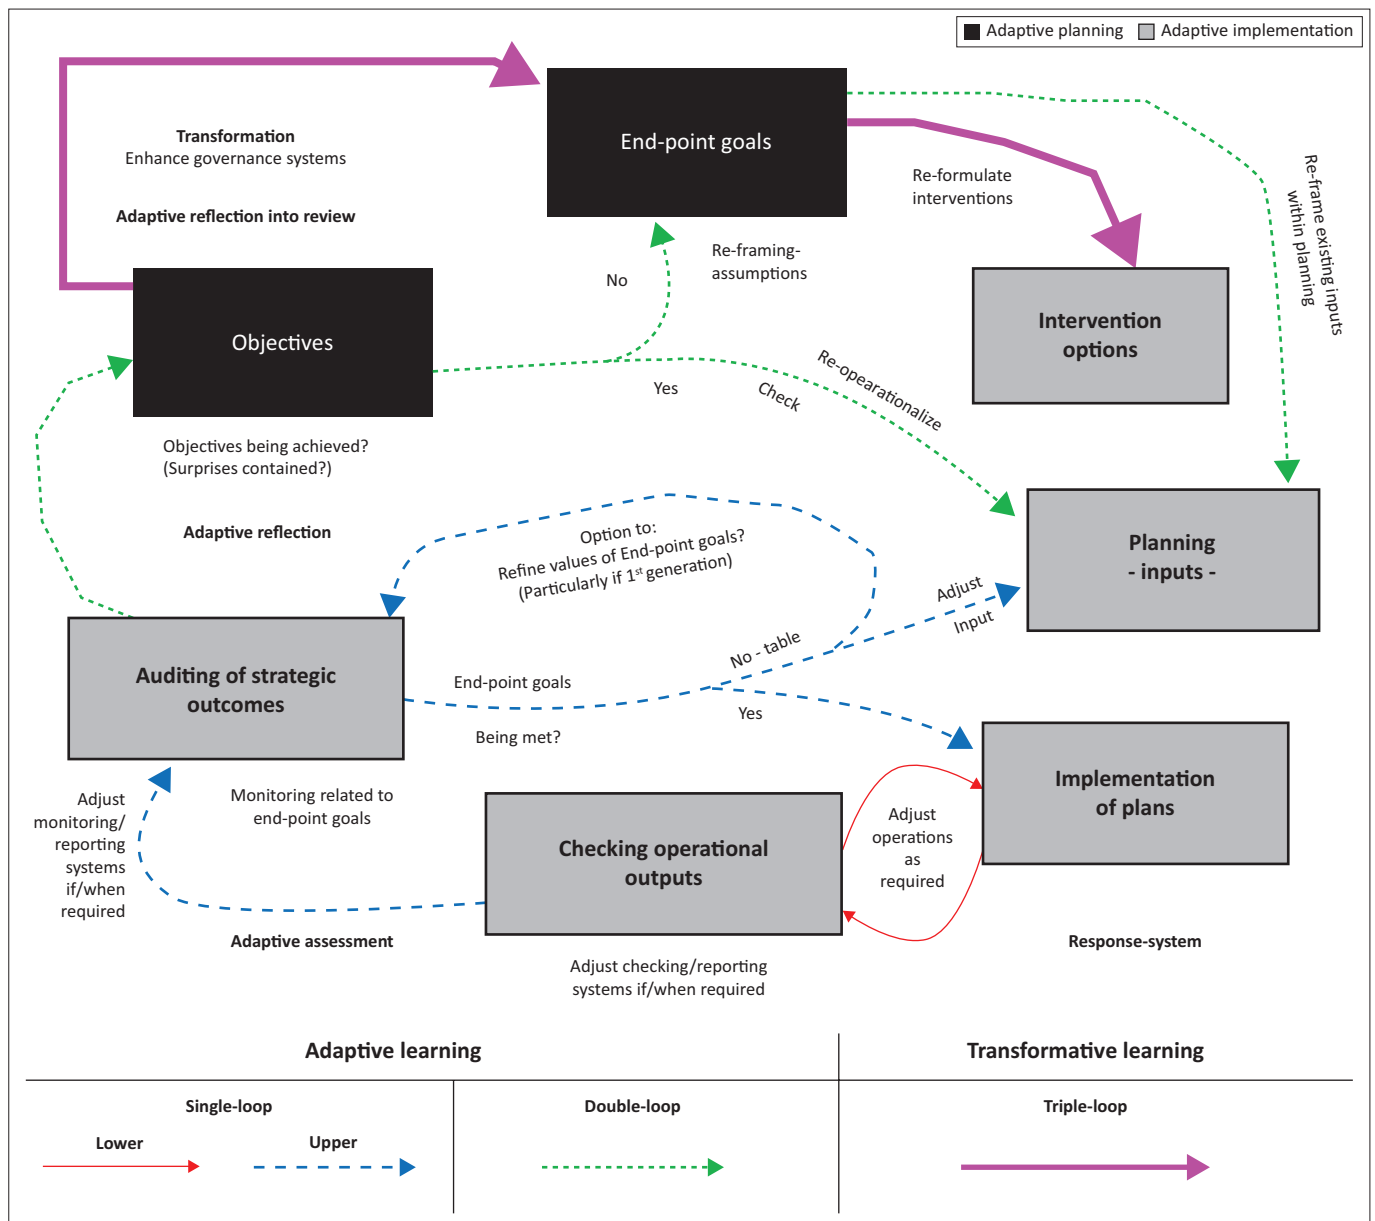 Adaptive planning
Adaptive implementation
Transformation
Enhance governance systems
Adaptive reflection into review
End-point goals
Re-formulate
interventions
Re-frame existing inputs
within planning
Re-framing-
assumptions
No
Objectives
Intervention
options
Yes
Check
Re-opearationalize
Objectives being achieved?
(Surprises contained?)
Adaptive reflection
Option to:
Refine values of End-point goals?
(Particularly if 1st generation)
Planning
- inputs -
Adjust
Input
No - table
Auditing of strategic
outcomes
End-point goals
Being met?
Yes
Implementation
of plans
Adjust
monitoring/
reporting
systems
if/when
required
Monitoring related to
end-point goals
Checking operational
outputs
Adjust
operations
as
required
Adaptive assessment
Response-system
Adjust checking/reporting
systems if/when required
Adaptive learning
Transformative learning
Single-loop
Double-loop
Triple-loop
Lower
Upper